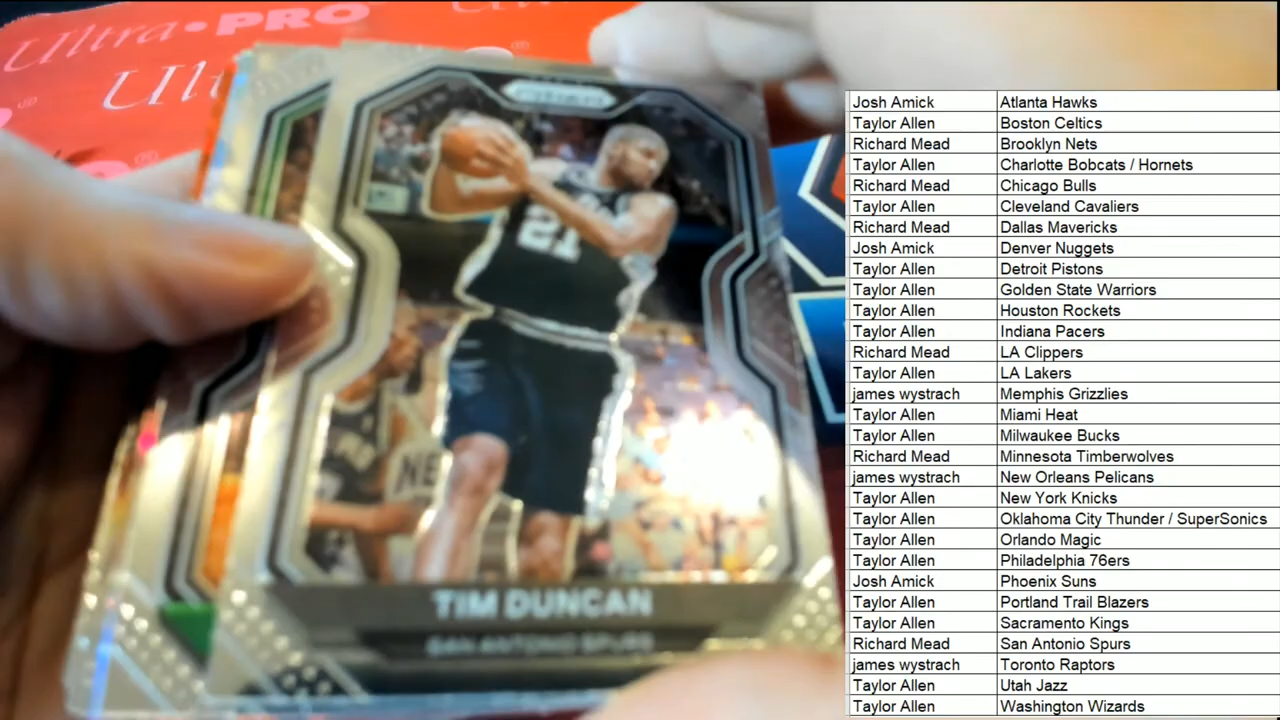 Ultra•PRO
Ult
PRIZM
21
NE
TIM DUNCAN
SAN ANTONIO SPURS
Josh Amick Atlanta Hawks
Taylor Allen Boston Celtics
Richard Mead Brooklyn Nets
Taylor Allen Charlotte Bobcats / Hornets
Richard Mead Chicago Bulls
Taylor Allen Cleveland Cavaliers
Richard Mead Dallas Mavericks
Josh Amick Denver Nuggets
Taylor Allen Detroit Pistons
Taylor Allen Golden State Warriors
Taylor Allen Houston Rockets
Taylor Allen Indiana Pacers
Richard Mead LA Clippers
Taylor Allen LA Lakers
james wystrach Memphis Grizzlies
Taylor Allen Miami Heat
Taylor Allen Milwaukee Bucks
Richard Mead Minnesota Timberwolves
james wystrach New Orleans Pelicans
Taylor Allen New York Knicks
Taylor Allen Oklahoma City Thunder / SuperSonics
Taylor Allen Orlando Magic
Taylor Allen Philadelphia 76ers
Josh Amick Phoenix Suns
Taylor Allen Portland Trail Blazers
Taylor Allen Sacramento Kings
Richard Mead San Antonio Spurs
james wystrach Toronto Raptors
Taylor Allen Utah Jazz
Taylor Allen Washington Wizards